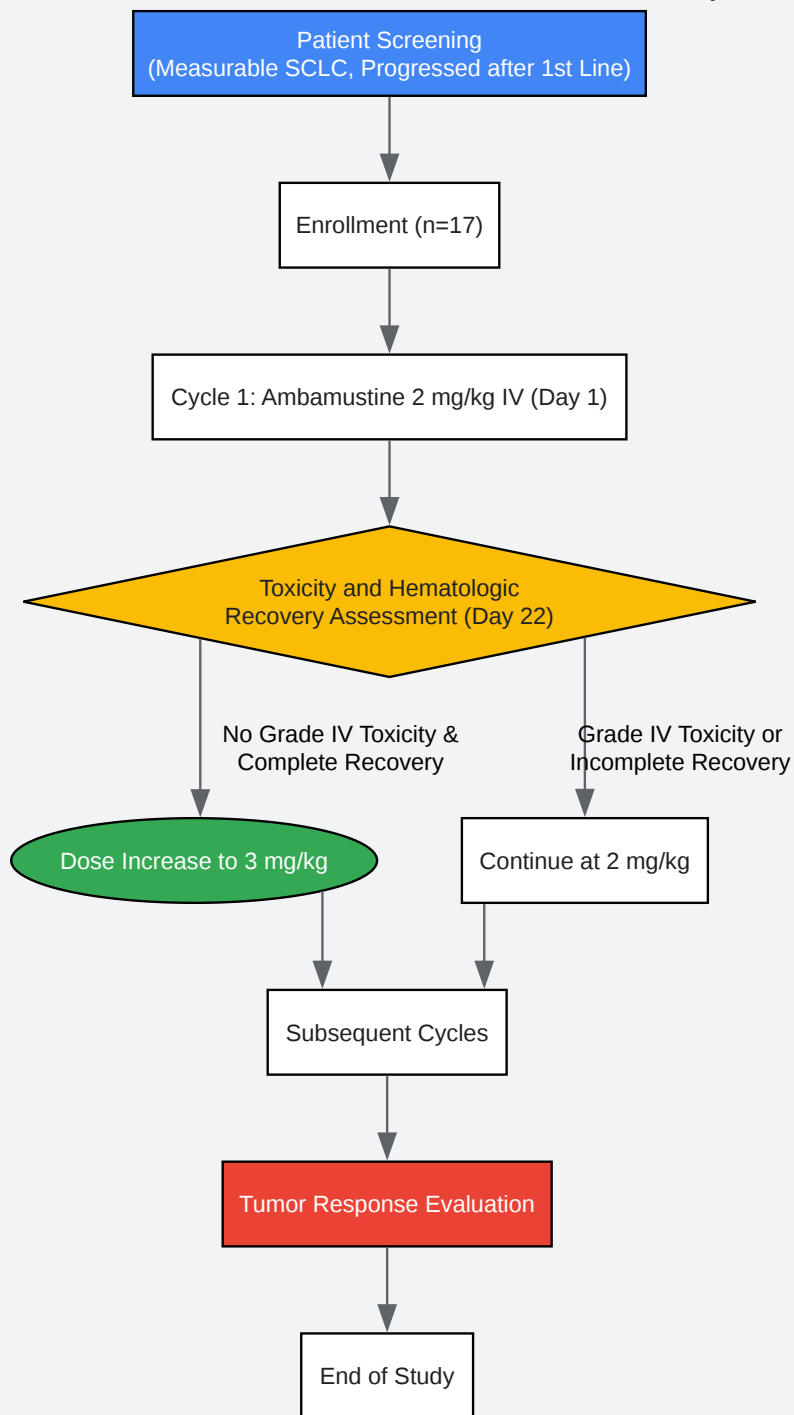 Patient Screening
(Measurable SCLC, Progressed after 1st Line)
Enrollment (n=17)
Cycle 1: Ambamustine 2 mg/kg IV (Day 1)
Toxicity and Hematologic
Recovery Assessment (Day 22)
No Grade IV Toxicity &
Complete Recovery
Grade IV Toxicity or
Incomplete Recovery
Dose Increase to 3 mg/kg
Continue at 2 mg/kg
Subsequent Cycles
Tumor Response Evaluation
End of Study